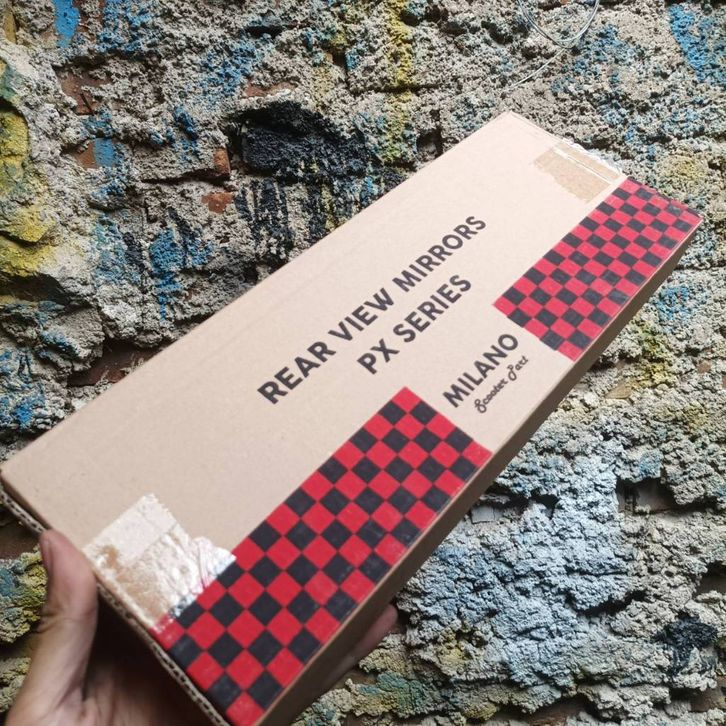 REAR VIEW MIRRORS
PX SERIES
MILANO
Scooter Part